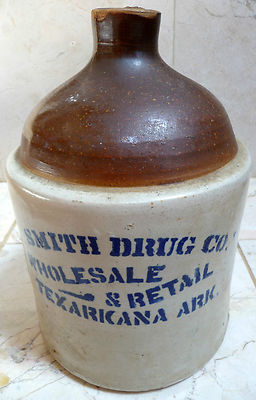 SMITH DRUG CO.
WHOLESALE
& RETAIL
TEXARKANA ARK.